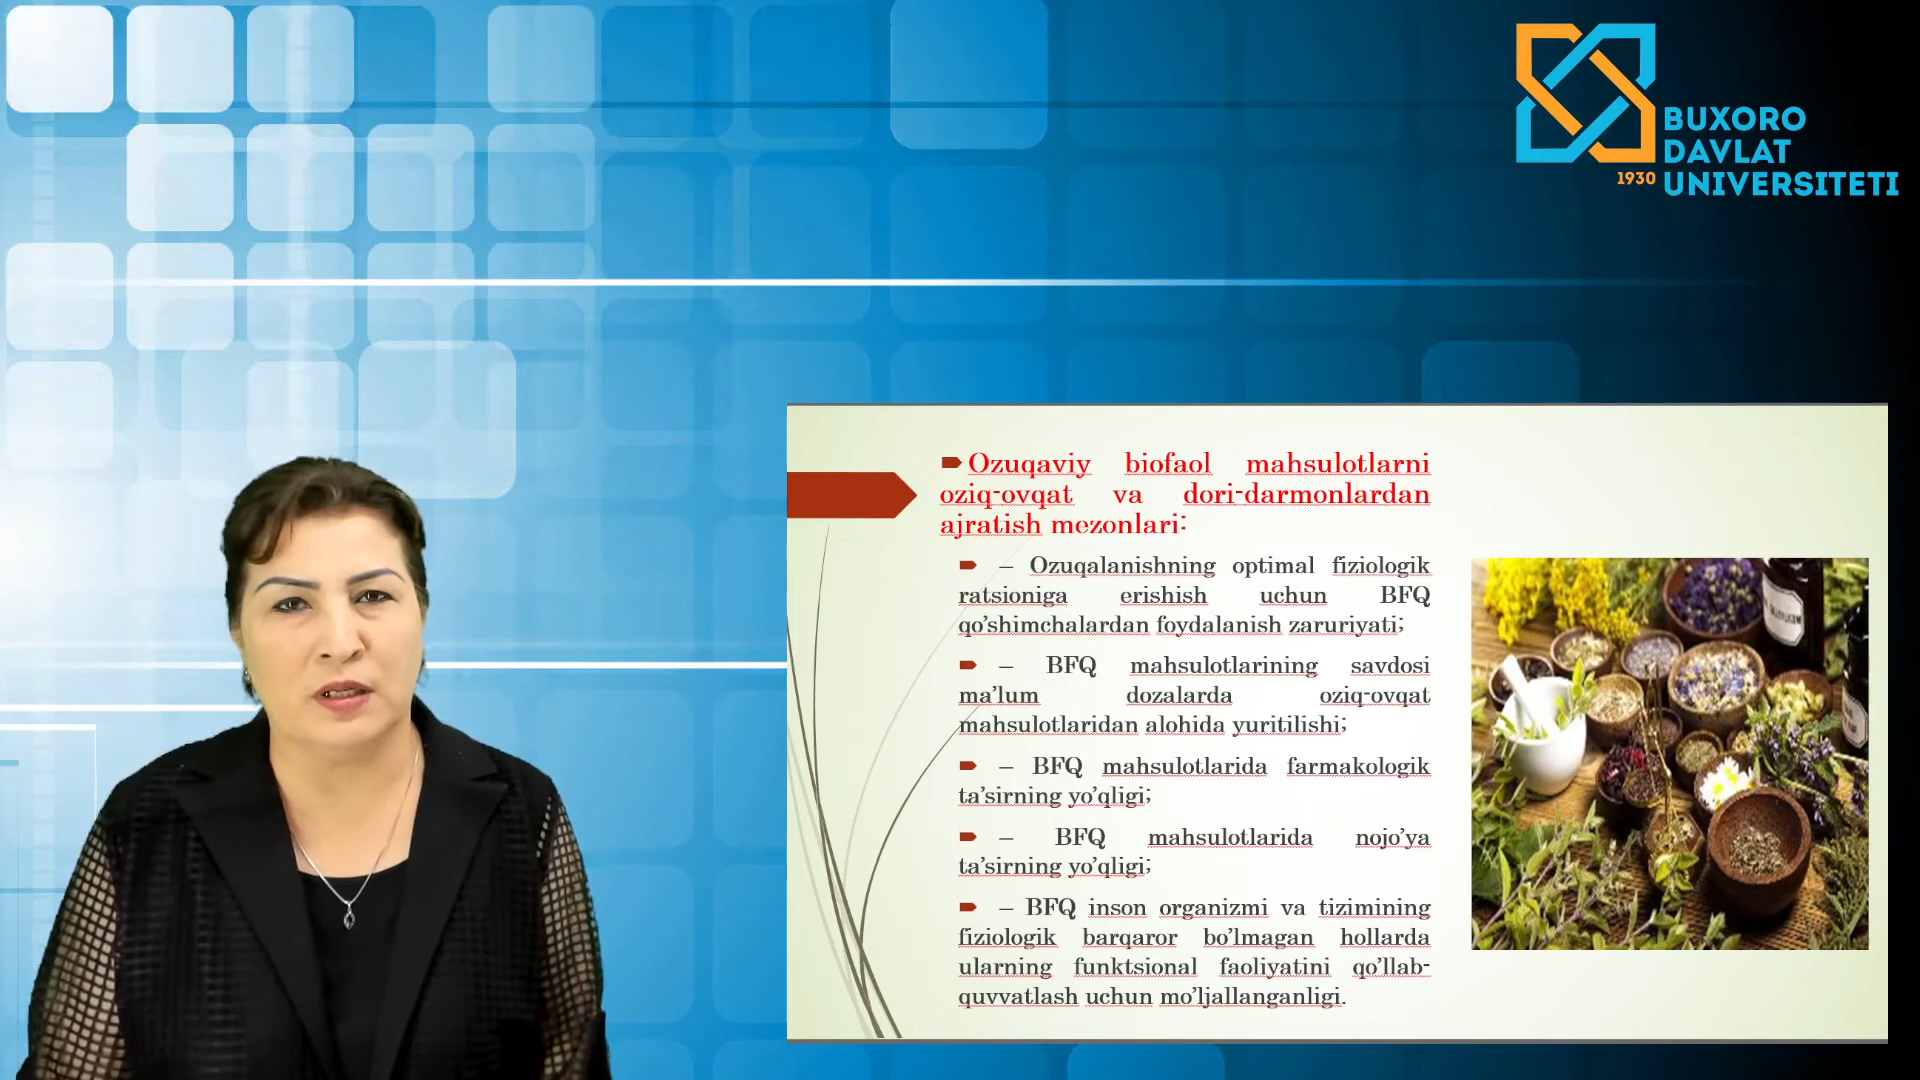 BUXORO
DAVLAT
1930 UNIVERSITETI
Ozuqaviy biofaol mahsulotlarni
oziq-ovqat va dori-darmonlardan
ajratish mezonlari:
– Ozuqalanishning optimal fiziologik
ratsioniga erishish uchun BFQ
qo’shimchalardan foydalanish zaruriyati;
– BFQ mahsulotlarining savdosi
ma’lum dozalarda oziq-ovqat
mahsulotlaridan alohida yuritilishi;
– BFQ mahsulotlarida farmakologik
ta’sirning yo’qligi;
– BFQ mahsulotlarida nojo’ya
ta’sirning yo’qligi;
– BFQ inson organizmi va tizimining
fiziologik barqaror bo’lmagan hollarda
ularning funktsional faoliyatini qo’llab-
quvvatlash uchun mo’ljallanganligi.